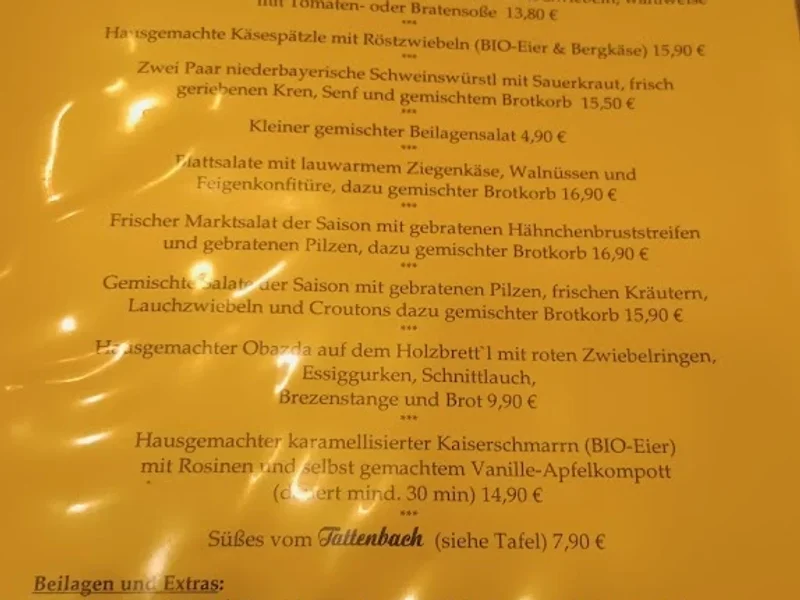 mit Tomaten- oder Bratensoße 13,80 €
***
Hausgemachte Käsespätzle mit Röstzwiebeln (BIO-Eier & Bergkäse) 15,90 €
***
Zwei Paar niederbayerische Schweinswürstl mit Sauerkraut, frisch
geriebenen Kren, Senf und gemischtem Brotkorb 15,50 €
***
Kleiner gemischter Beilagensalat 4,90 €
***
Blattsalate mit lauwarmem Ziegenkäse, Walnüssen und
Feigenkonfitüre, dazu gemischter Brotkorb 16,90 €
***
Frischer Marktsalat der Saison mit gebratenen Hähnchenbruststreifen
und gebratenen Pilzen, dazu gemischter Brotkorb 16,90 €
***
Gemischte Salate der Saison mit gebratenen Pilzen, frischen Kräutern,
Lauchzwiebeln und Croutons dazu gemischter Brotkorb 15,90 €
***
Hausgemachter Obazda auf dem Holzbrett`l mit roten Zwiebelringen,
Essiggurken, Schnittlauch,
Brezenstange und Brot 9,90 €
***
Hausgemachter karamellisierter Kaiserschmarrn (BIO-Eier)
mit Rosinen und selbst gemachtem Vanille-Apfelkompott
(dauert mind. 30 min) 14,90 €
***
Süßes vom Tattenbach (siehe Tafel) 7,90 €
Beilagen und Extras: